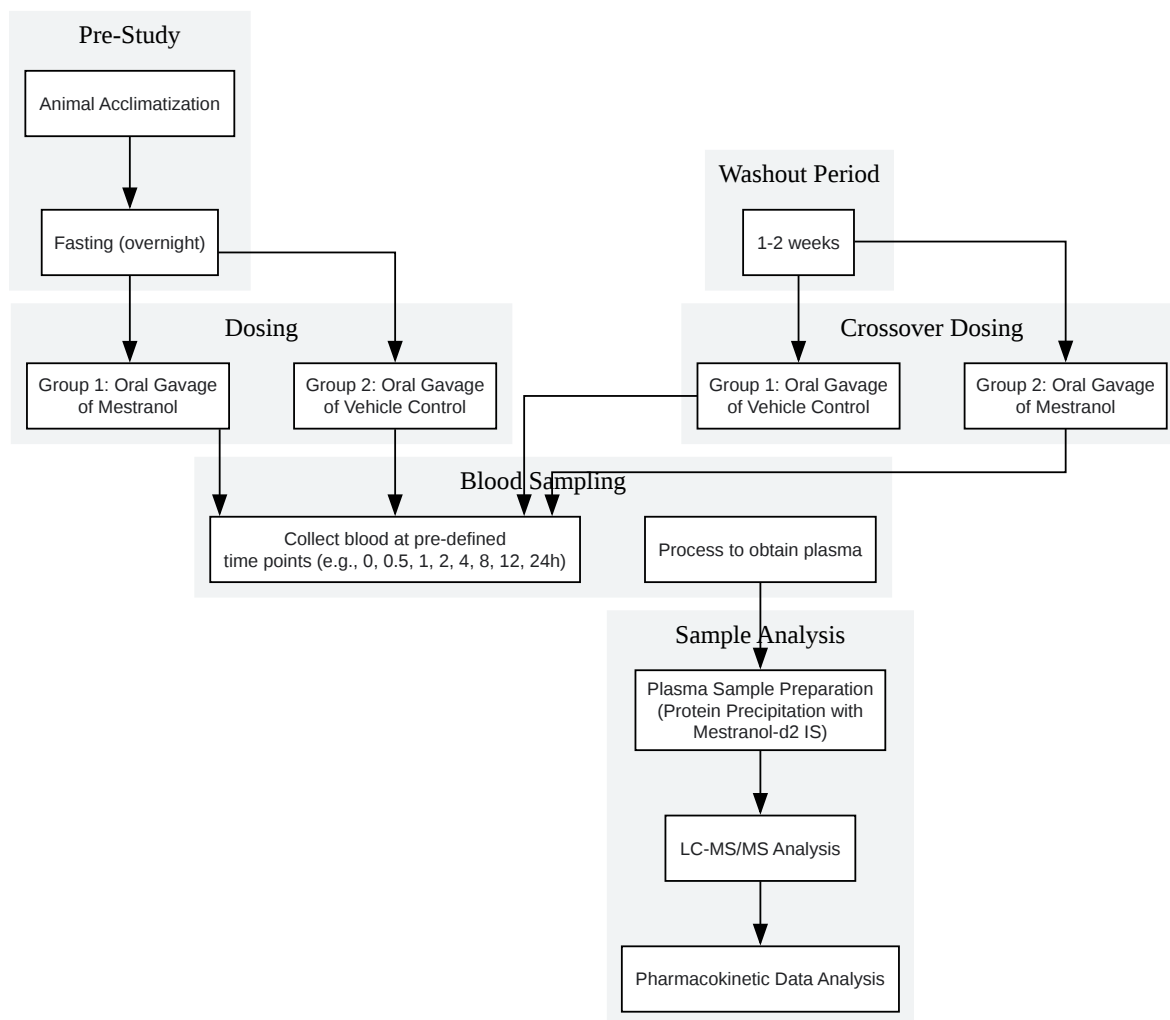 Pre-Study
Animal Acclimatization
Fasting (overnight)
Washout Period
1-2 weeks
Dosing
Group 1: Oral Gavage
of Mestranol
Group 2: Oral Gavage
of Vehicle Control
Crossover Dosing
Group 1: Oral Gavage
of Vehicle Control
Group 2: Oral Gavage
of Mestranol
Blood Sampling
Collect blood at pre-defined
time points (e.g., 0, 0.5, 1, 2, 4, 8, 12, 24h)
Process to obtain plasma
Sample Analysis
Plasma Sample Preparation
(Protein Precipitation with
Mestranol-d2 IS)
LC-MS/MS Analysis
Pharmacokinetic Data Analysis